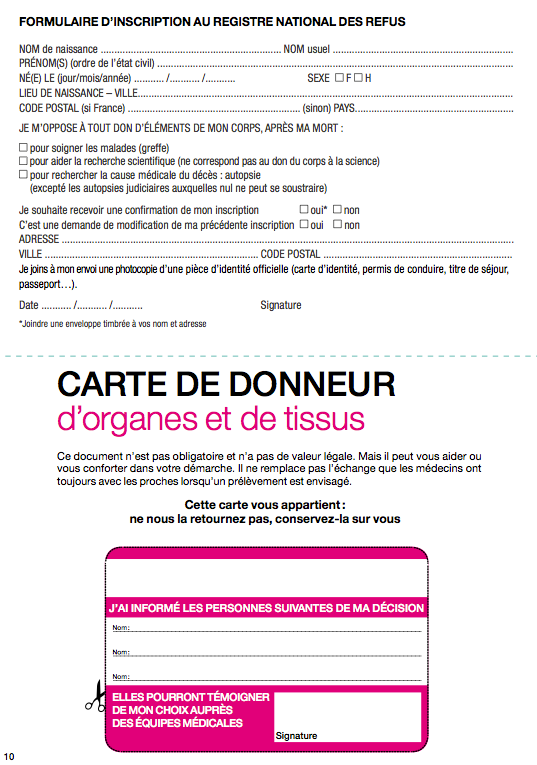 FORMULAIRE D'INSCRIPTION AU REGISTRE NATIONAL DES REFUS
NOM de naissance ................................................................ NOM usuel ................................................................
PRÉNOM(S) (ordre de l'état civil) ................................................................
NÉ(E) LE (jour/mois/année) ........... /........... /........... SEXE ☐ F ☐ H
LIEU DE NAISSANCE – VILLE................................................................
CODE POSTAL (si France) ................................................................ (sinon) PAYS................................................................
JE M'OPPOSE À TOUT DON D'ÉLÉMENTS DE MON CORPS, APRÈS MA MORT :
☐ pour soigner les malades (greffe)
☐ pour aider la recherche scientifique (ne correspond pas au don du corps à la science)
☐ pour rechercher la cause médicale du décès : autopsie
(excepté les autopsies judiciaires auxquelles nul ne peut se soustraire)
Je souhaite recevoir une confirmation de mon inscription ☐ oui* ☐ non
C'est une demande de modification de ma précédente inscription ☐ oui ☐ non
ADRESSE ................................................................
VILLE ................................................................ CODE POSTAL ................................................................
Je joins à mon envoi une photocopie d'une pièce d'identité officielle (carte d'identité, permis de conduire, titre de séjour,
passeport…).
Date ........... /........... /........... Signature
*Joindre une enveloppe timbrée à vos nom et adresse
CARTE DE DONNEUR
d'organes et de tissus
Ce document n'est pas obligatoire et n'a pas de valeur légale. Mais il peut vous aider ou
vous conforter dans votre démarche. Il ne remplace pas l'échange que les médecins ont
toujours avec les proches lorsqu'un prélèvement est envisagé.
Cette carte vous appartient :
ne nous la retournez pas, conservez-la sur vous
J'AI INFORMÉ LES PERSONNES SUIVANTES DE MA DÉCISION
Nom:
Nom:
Nom:
ELLES POURRONT TÉMOIGNER
DE MON CHOIX AUPRÈS
DES ÉQUIPES MÉDICALES
Signature
10